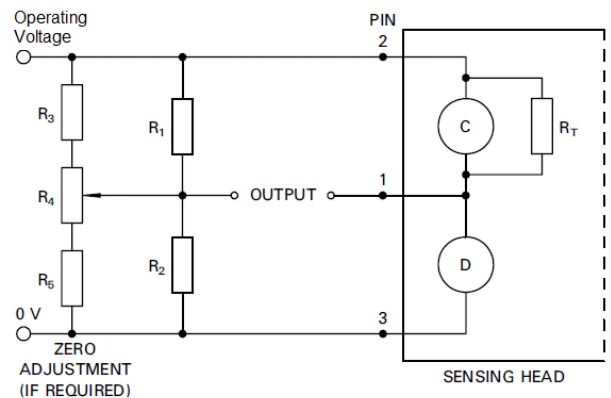 Operating
Voltage
PIN
2
R3
R1
C
RT
R4
OUTPUT
1
R5
R2
D
0 V
3
ZERO
ADJUSTMENT
(IF REQUIRED)
SENSING HEAD